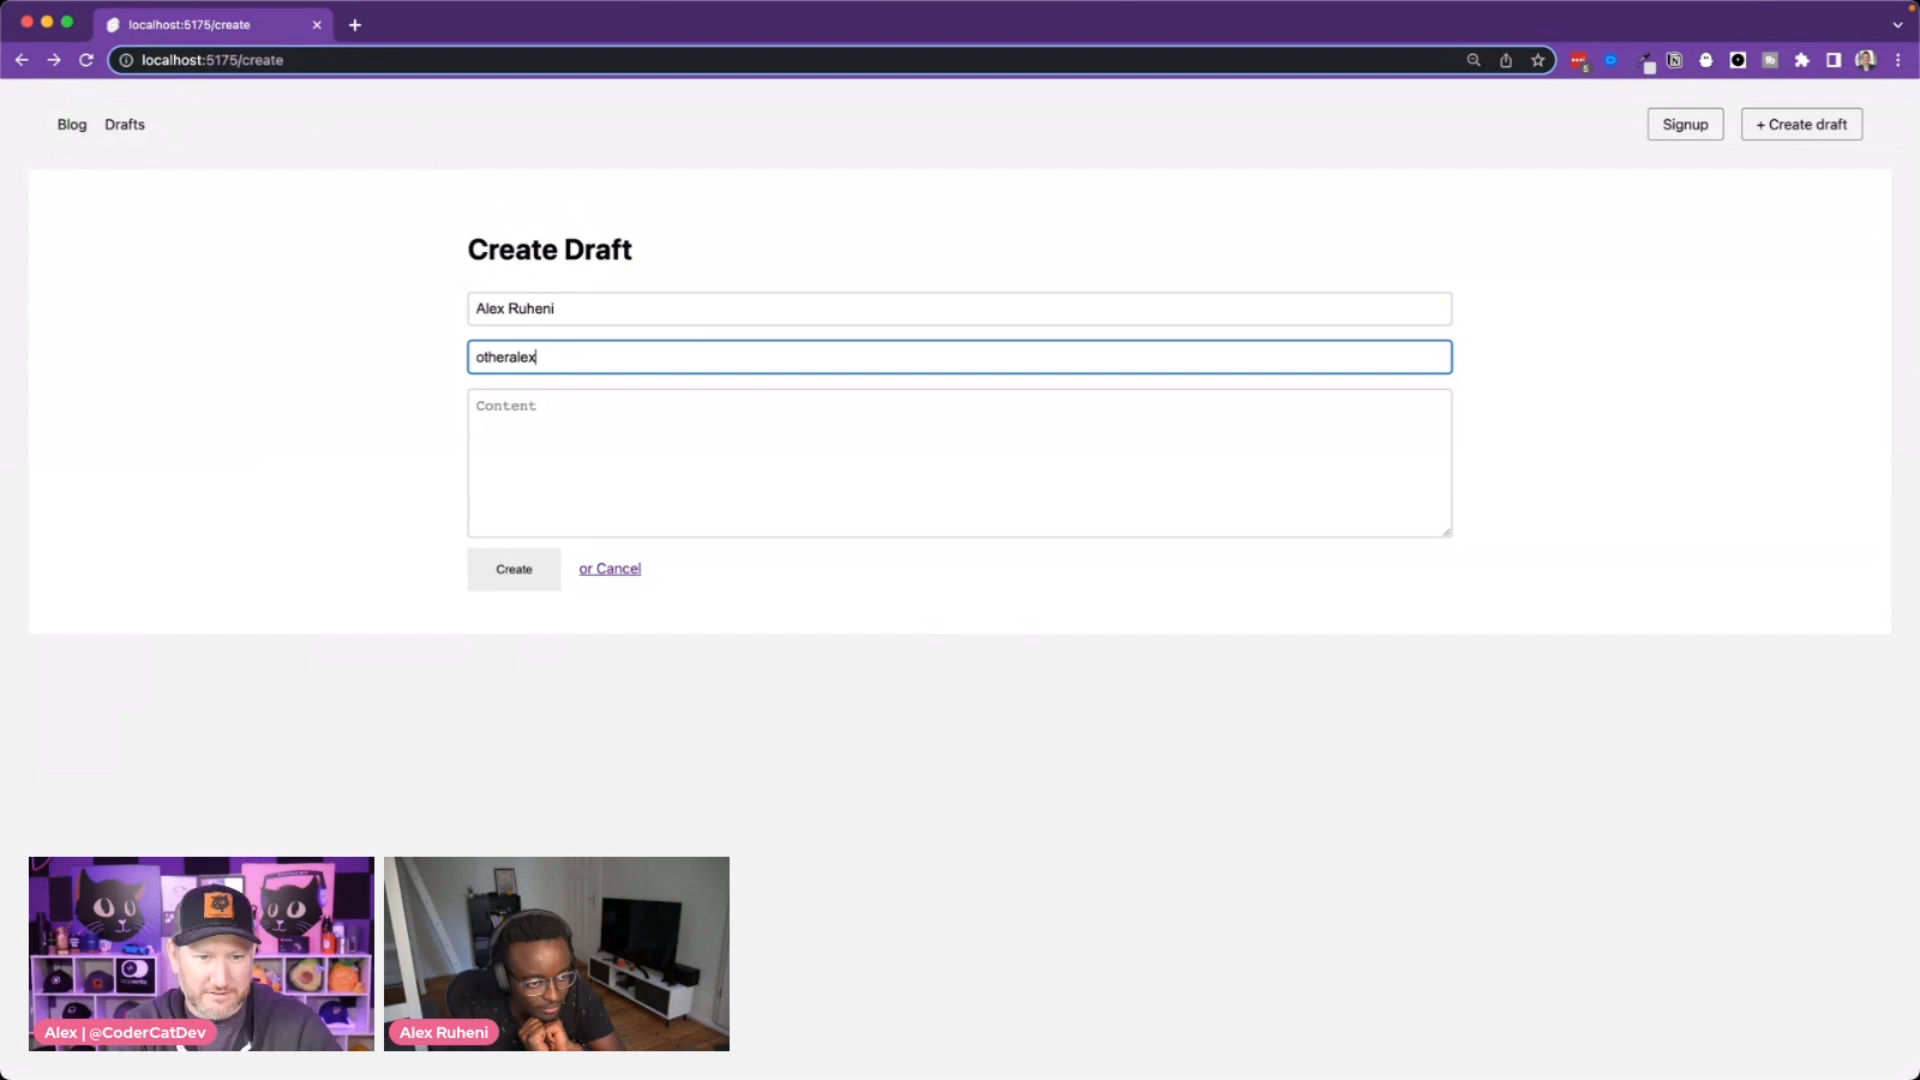 localhost:5175/create
localhost:5175/create
5
Blog
Drafts
Signup
+ Create draft
Create Draft
Alex Ruheni
otheralex
Content
Create
or Cancel
Alex | @CoderCatDev
Alex Ruheni